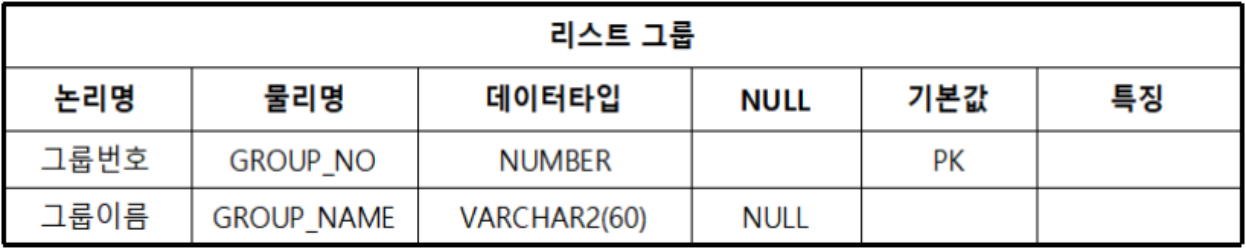 리스트 그룹
논리명 물리명 데이터타입 NULL 기본값 특징
그룹번호 GROUP_NO NUMBER PK
그룹이름 GROUP_NAME VARCHAR2(60) NULL